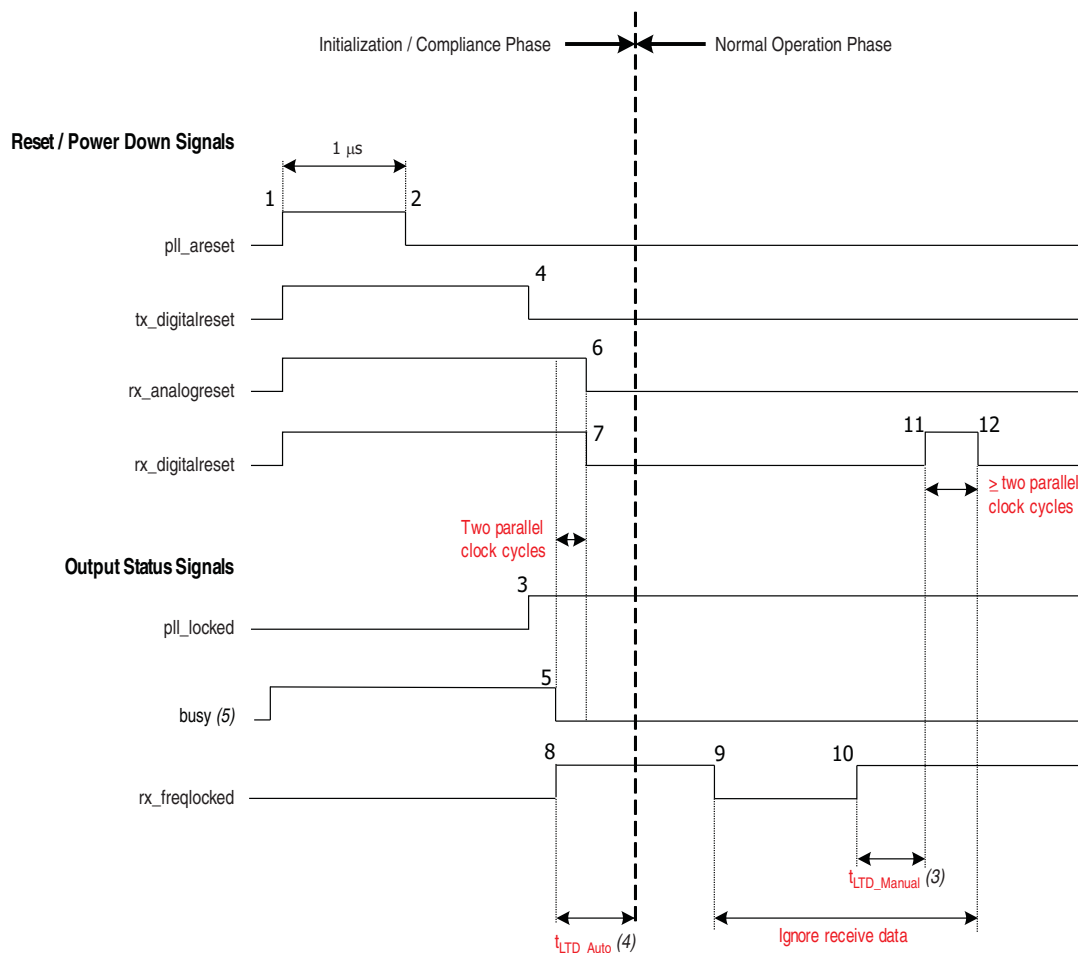 Initialization / Compliance Phase
Normal Operation Phase
Reset / Power Down Signals
1 μs
1
2
pll_areset
4
tx_digitalreset
6
rx_analogreset
7
11
12
rx_digitalreset
≥ two parallel
clock cycles
Two parallel
clock cycles
Output Status Signals
3
pll_locked
5
busy (5)
8
9
10
rx_freqlocked
tLTD_Manual (3)
tLTD_Auto (4)
Ignore receive data